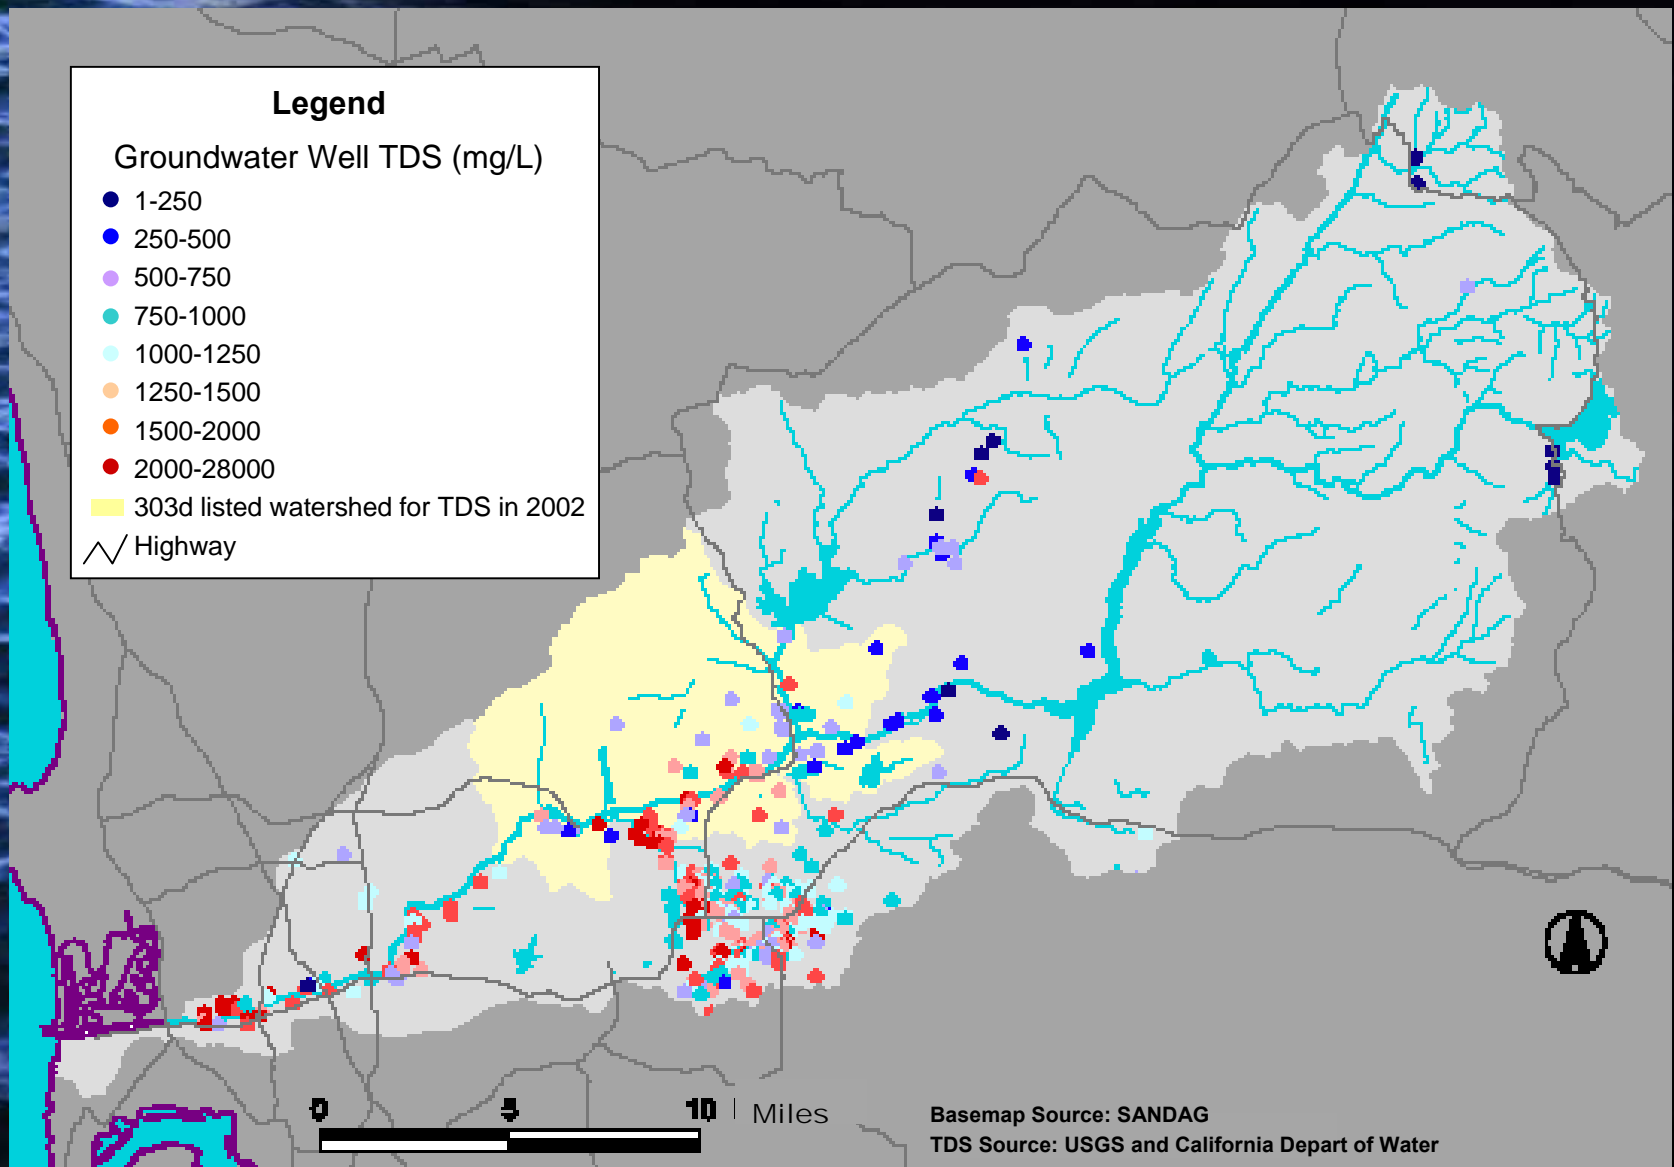 Legend
Groundwater Well TDS (mg/L)
1-250
250-500
500-750
750-1000
1000-1250
1250-1500
1500-2000
2000-28000
303d listed watershed for TDS in 2002
Highway
0 5 10 Miles
Basemap Source: SANDAG
TDS Source: USGS and California Depart of Water